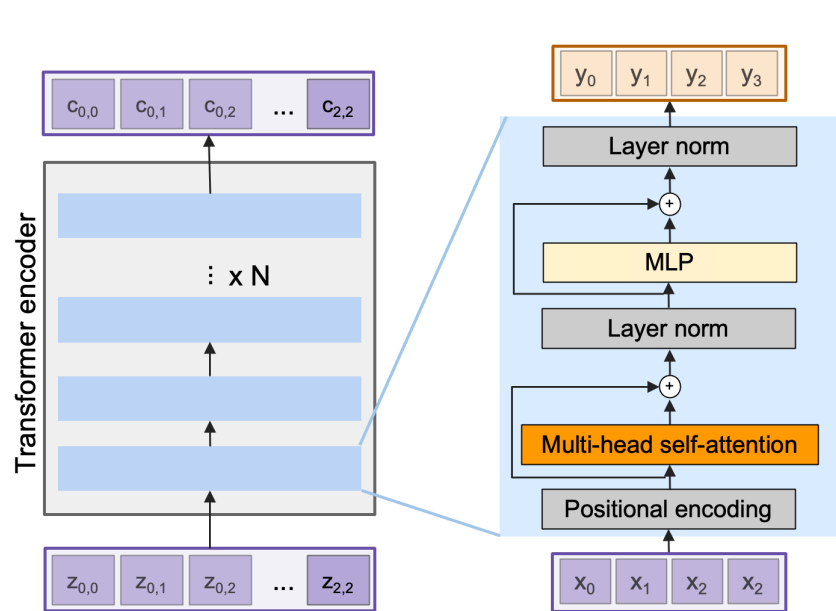 c0,0 c0,1 c0,2 ... c2,2
Transformer encoder
⋮ x N
z0,0 z0,1 z0,2 ... z2,2
y0 y1 y2 y3
Layer norm
+
MLP
Layer norm
+
Multi-head self-attention
Positional encoding
x0 x1 x2 x2